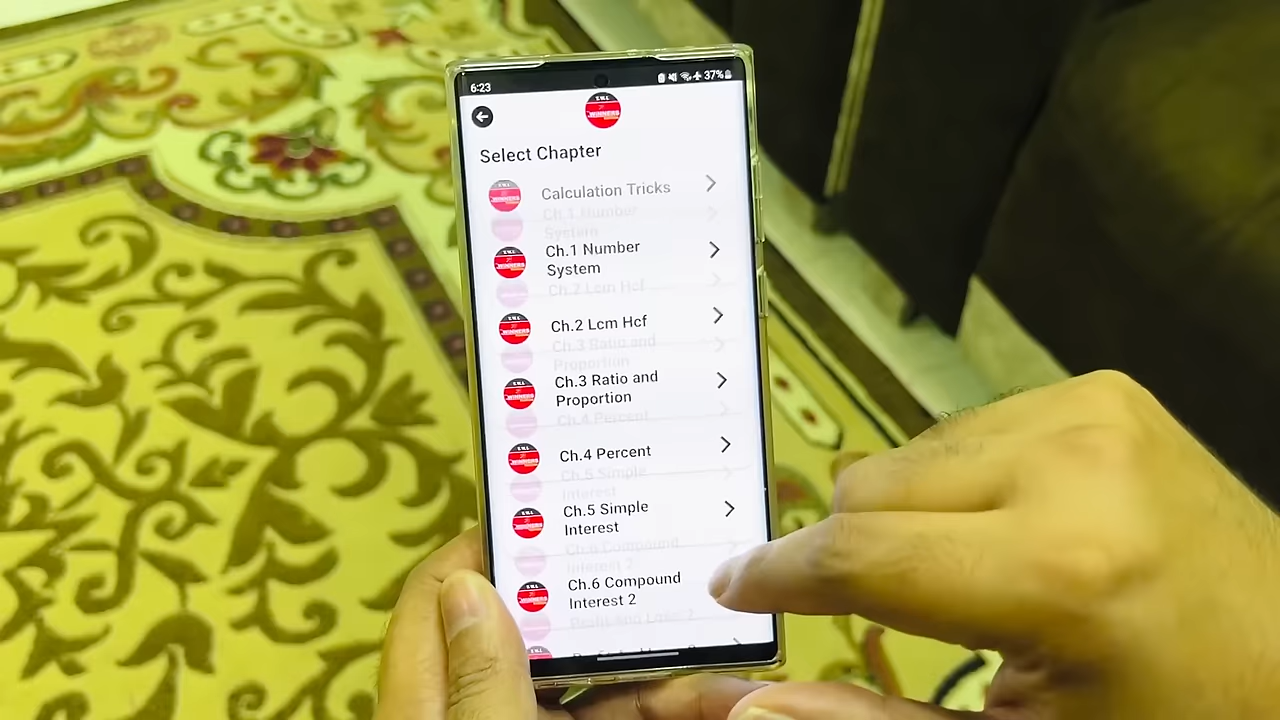 6:23
37%
WINNERS
Select Chapter
Calculation Tricks
Ch.1 Number
System
Ch.2 Lcm Hcf
Ch.3 Ratio and
Proportion
Ch.4 Percent
Ch.5 Simple
Interest
Ch.6 Compound
Interest 2